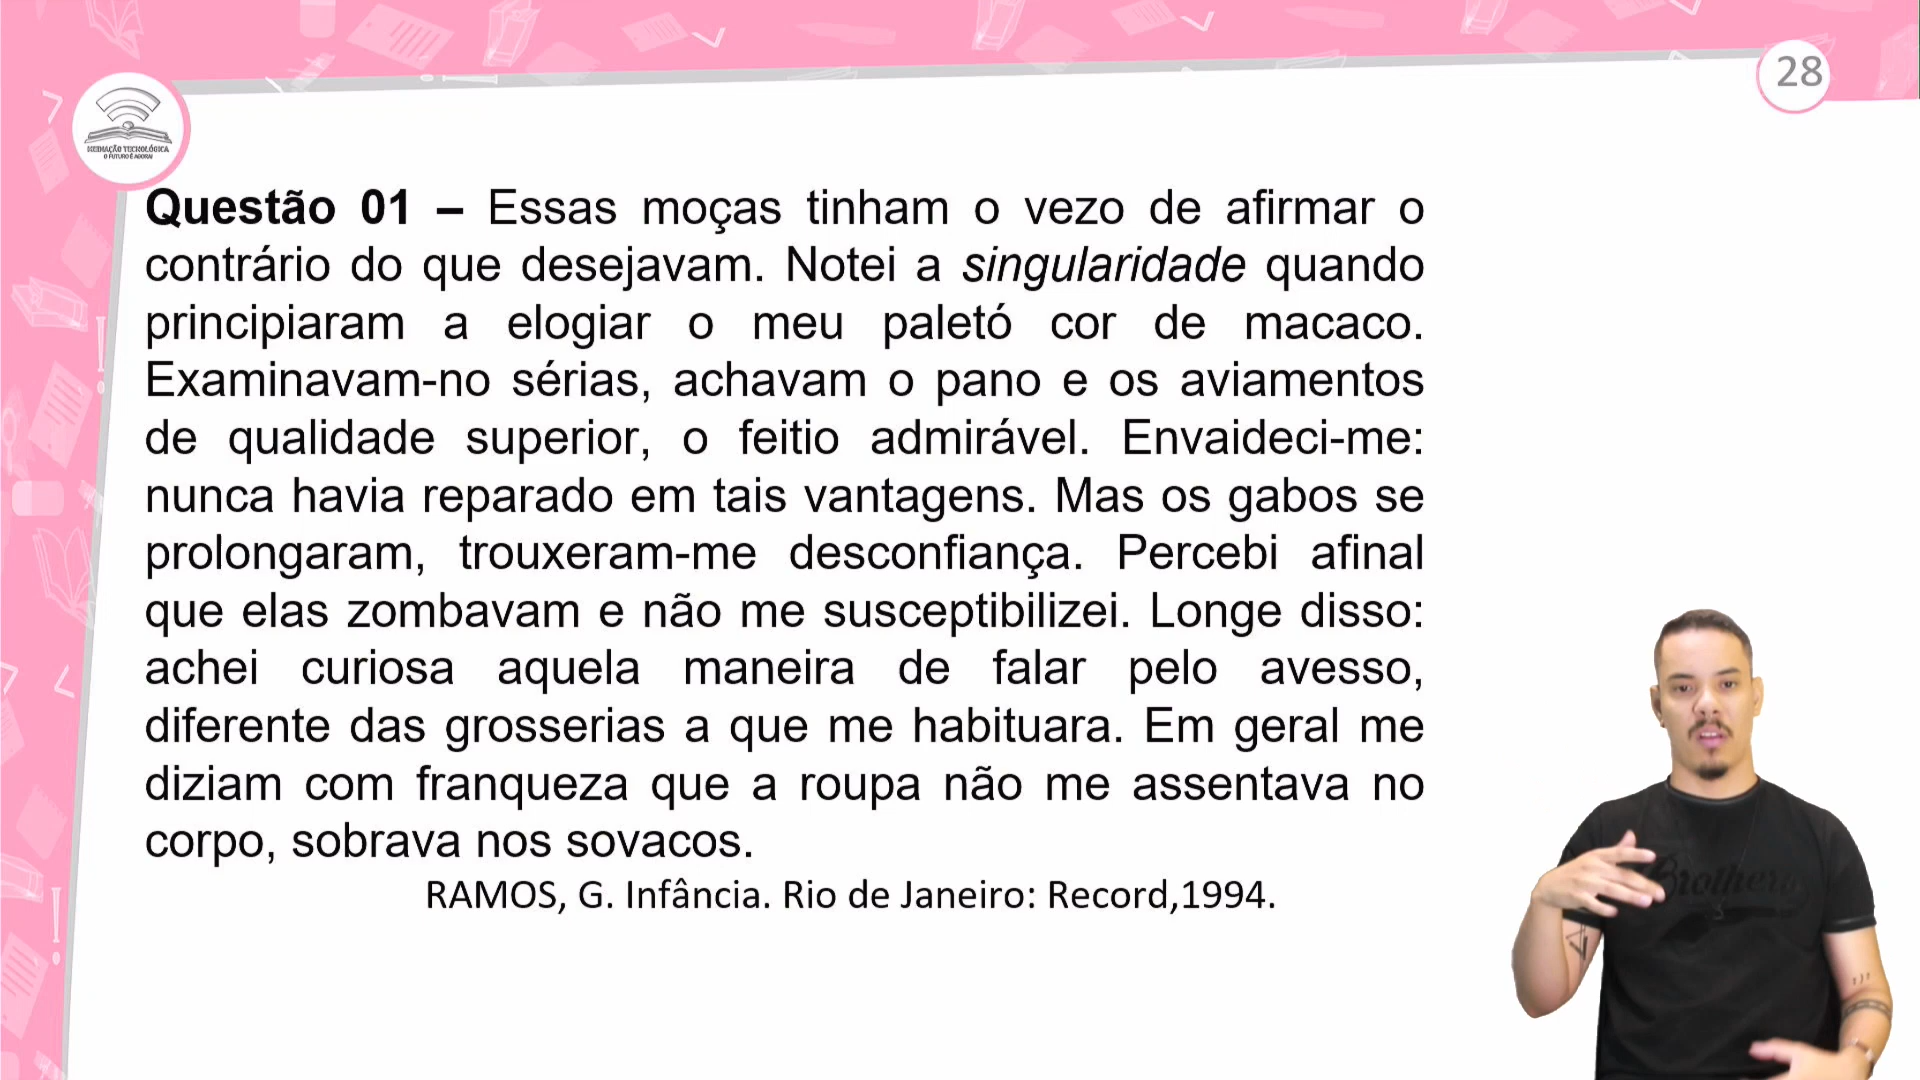 28
MEDIAÇÃO TECNOLÓGICA
O FUTURO É AGORA!
Questão 01 – Essas moças tinham o vezo de afirmar o
contrário do que desejavam. Notei a singularidade quando
principiaram a elogiar o meu paletó cor de macaco.
Examinavam-no sérias, achavam o pano e os aviamentos
de qualidade superior, o feitio admirável. Envaideci-me:
nunca havia reparado em tais vantagens. Mas os gabos se
prolongaram, trouxeram-me desconfiança. Percebi afinal
que elas zombavam e não me susceptibilizei. Longe disso:
achei curiosa aquela maneira de falar pelo avesso,
diferente das grosserias a que me habituara. Em geral me
diziam com franqueza que a roupa não me assentava no
corpo, sobrava nos sovacos.
RAMOS, G. Infância. Rio de Janeiro: Record,1994.
Brothers